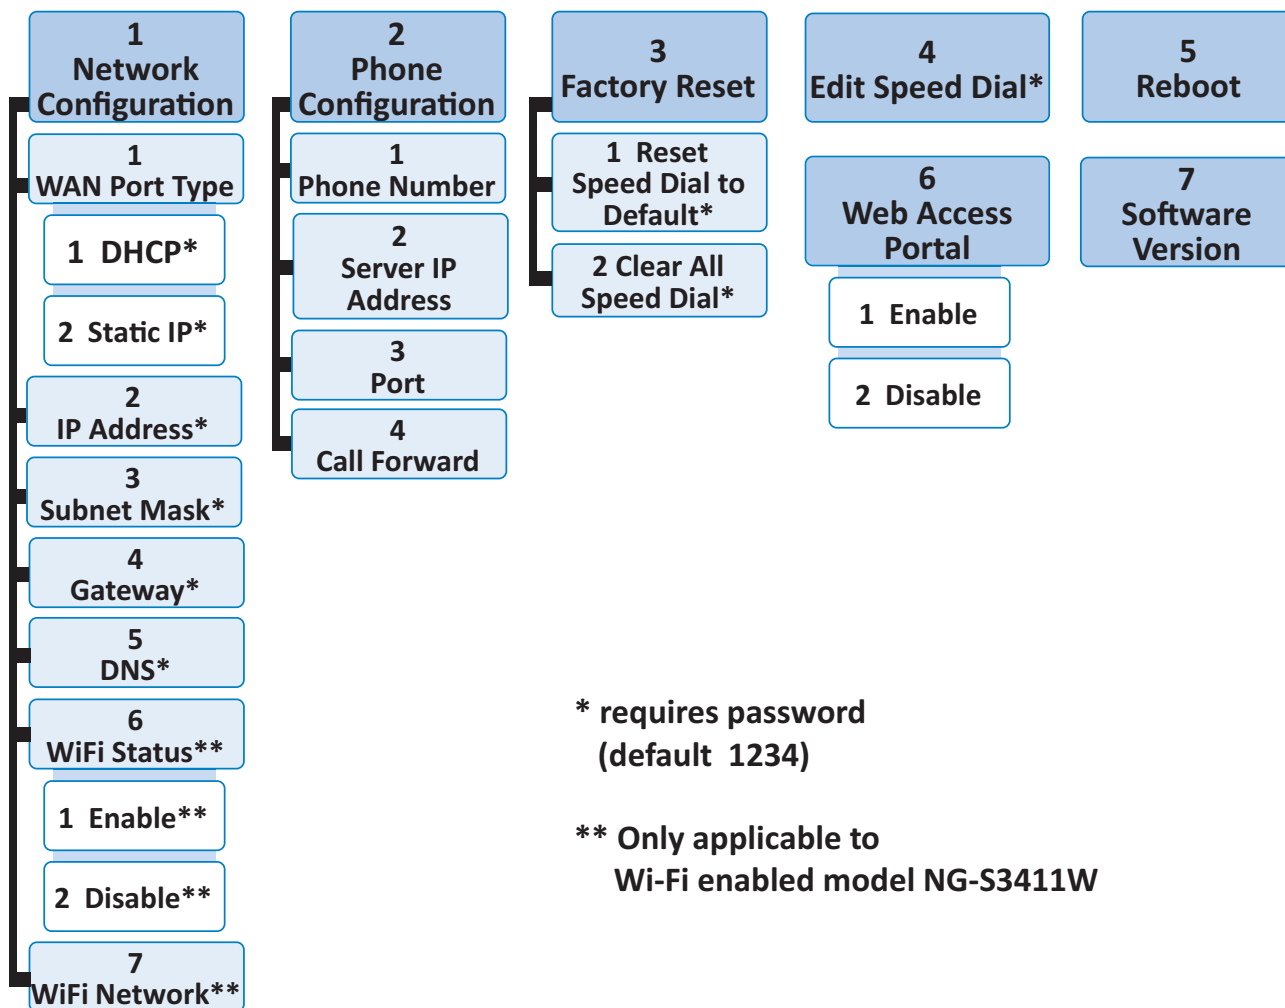 1
Network
Configuration
1
WAN Port Type
1 DHCP*
2 Static IP*
2
IP Address*
3
Subnet Mask*
4
Gateway*
5
DNS*
6
WiFi Status**
1 Enable**
2 Disable**
7
WiFi Network**
2
Phone
Configuration
1
Phone Number
2
Server IP
Address
3
Port
4
Call Forward
3
Factory Reset
1 Reset
Speed Dial to
Default*
2 Clear All
Speed Dial*
4
Edit Speed Dial*
5
Reboot
6
Web Access
Portal
1 Enable
2 Disable
7
Software
Version
* requires password
(default 1234)
** Only applicable to
Wi-Fi enabled model NG-S3411W